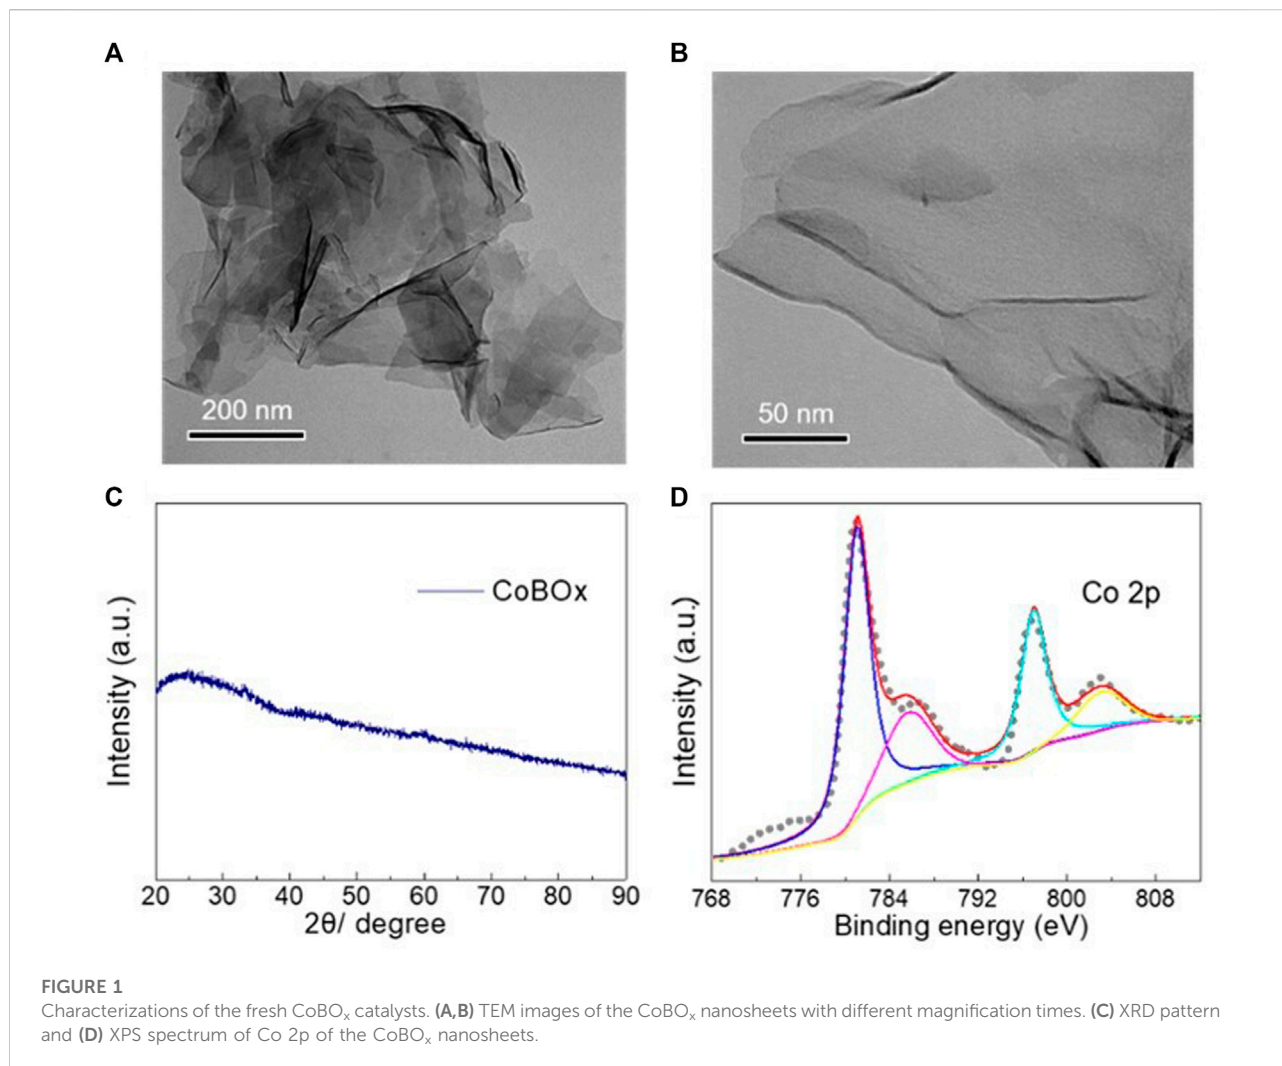 A
B
200 nm
50 nm
C
D
CoBOx
Intensity (a.u.)
20 30 40 50 60 70 80 90
2θ/ degree
Co 2p
Intensity (a.u.)
768 776 784 792 800 808
Binding energy (eV)
FIGURE 1
Characterizations of the fresh CoBOₓ catalysts. (A,B) TEM images of the CoBOₓ nanosheets with different magnification times. (C) XRD pattern
and (D) XPS spectrum of Co 2p of the CoBOₓ nanosheets.